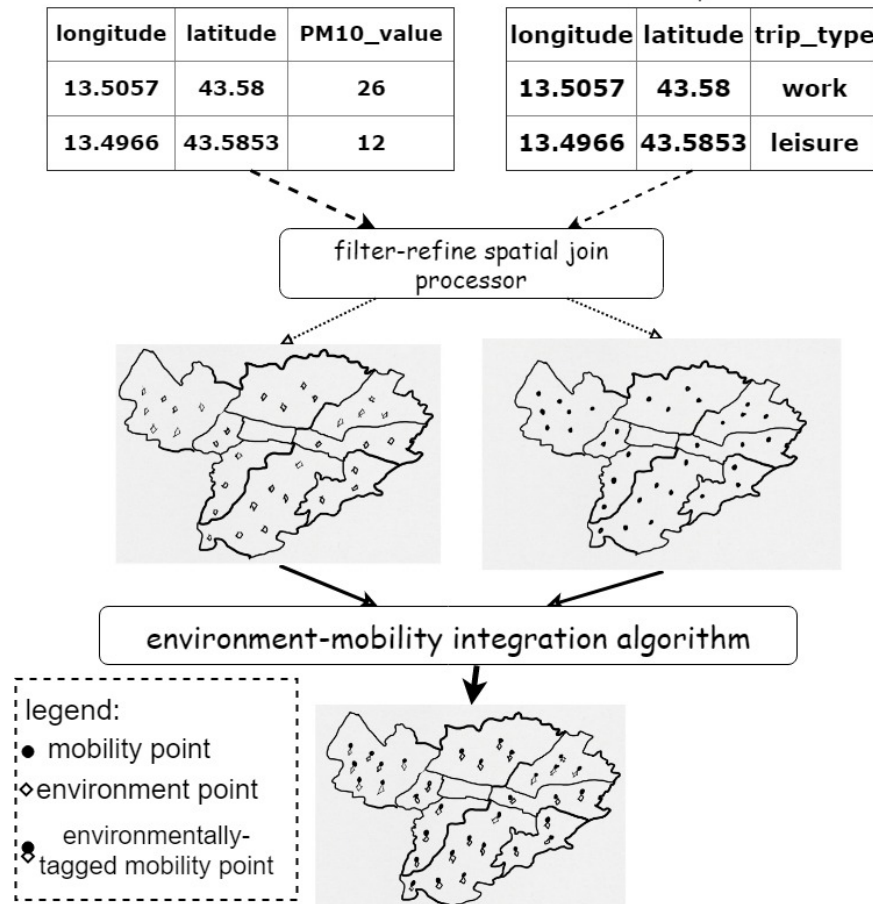 longitude latitude PM10_value
13.5057 43.58 26
13.4966 43.5853 12
longitude latitude trip_type
13.5057 43.58 work
13.4966 43.5853 leisure
filter-refine spatial join
processor
environment-mobility integration algorithm
legend:
mobility point
environment point
environmentally-
tagged mobility point